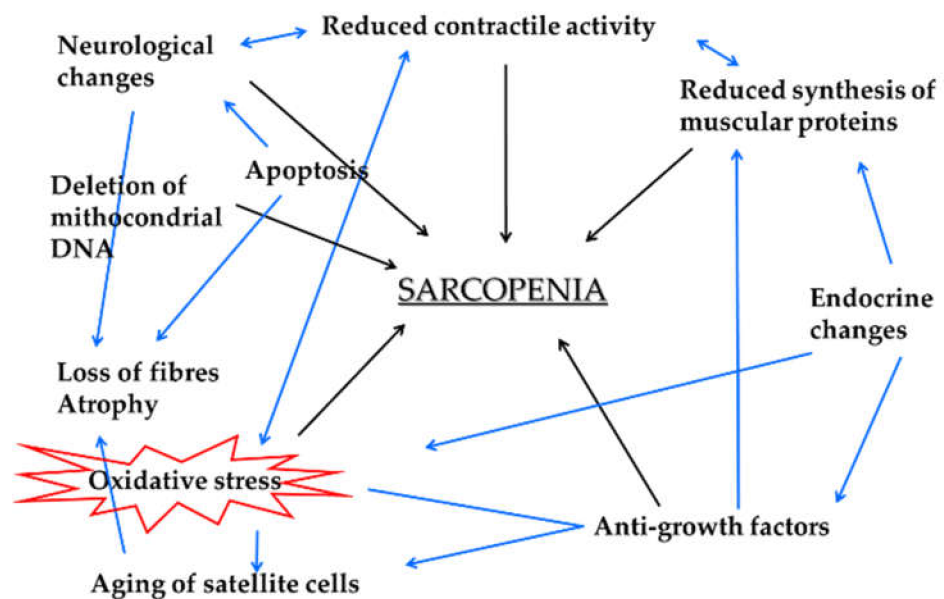 Reduced contractile activity
Neurological
changes
Reduced synthesis of
muscular proteins
Apoptosis
Deletion of
mithocondrial
DNA
SARCOPENIA
Endocrine
changes
Loss of fibres
Atrophy
Oxidative stress
Anti-growth factors
Aging of satellite cells